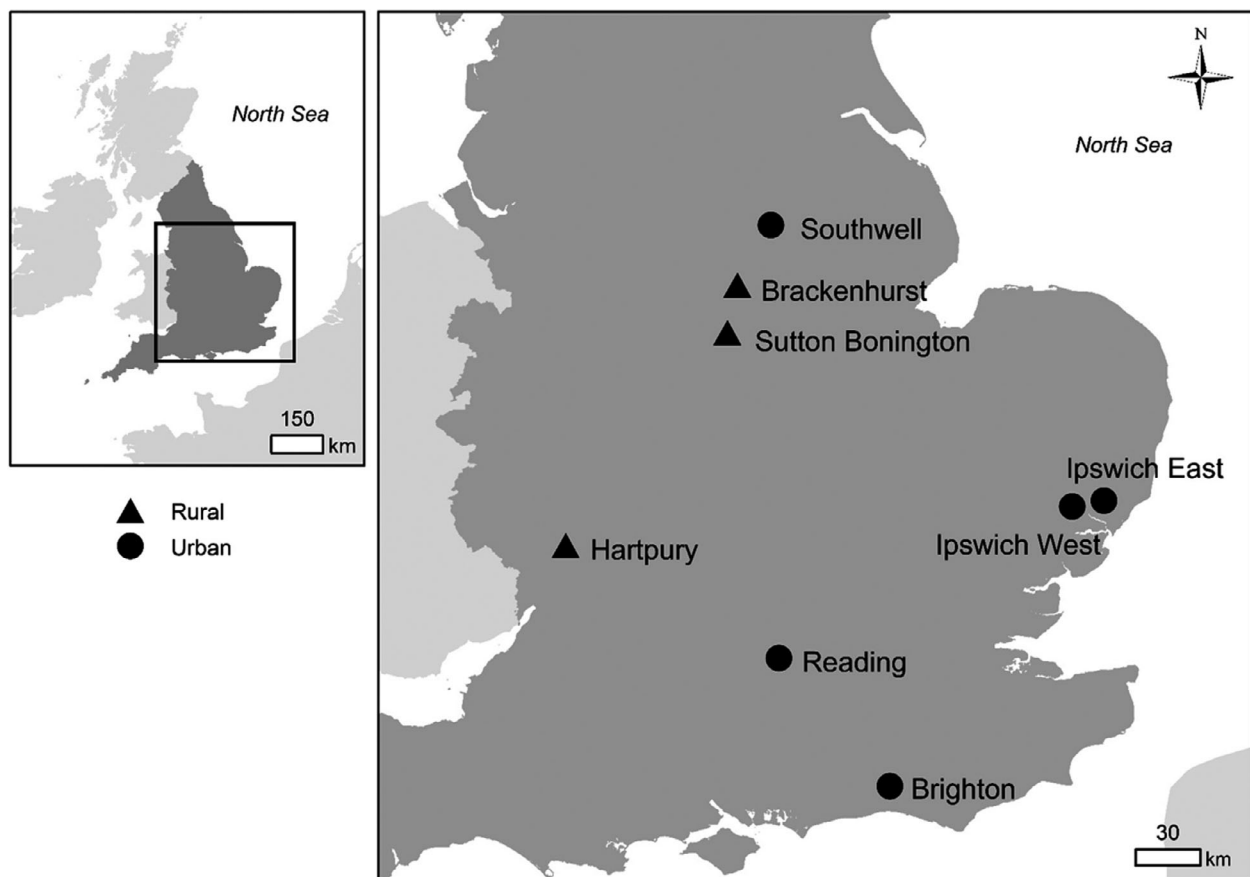 North Sea
150
km
Rural
Urban
N
North Sea
Southwell
Brackenhurst
Sutton Bonington
Ipswich East
Ipswich West
Hartpury
Reading
Brighton
30
km